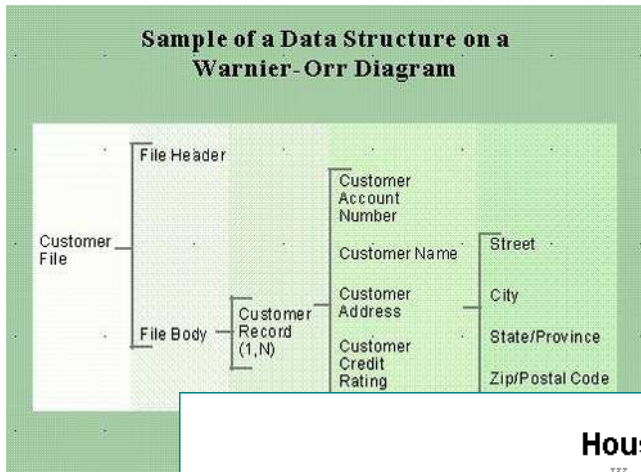 Sample of a Data Structure on a
Warnier-Orr Diagram
Customer
File
File Header
File Body
Customer
Record
(1,N)
Customer
Account
Number
Customer Name
Customer
Address
Customer
Credit
Rating
Street
City
State/Province
Zip/Postal Code